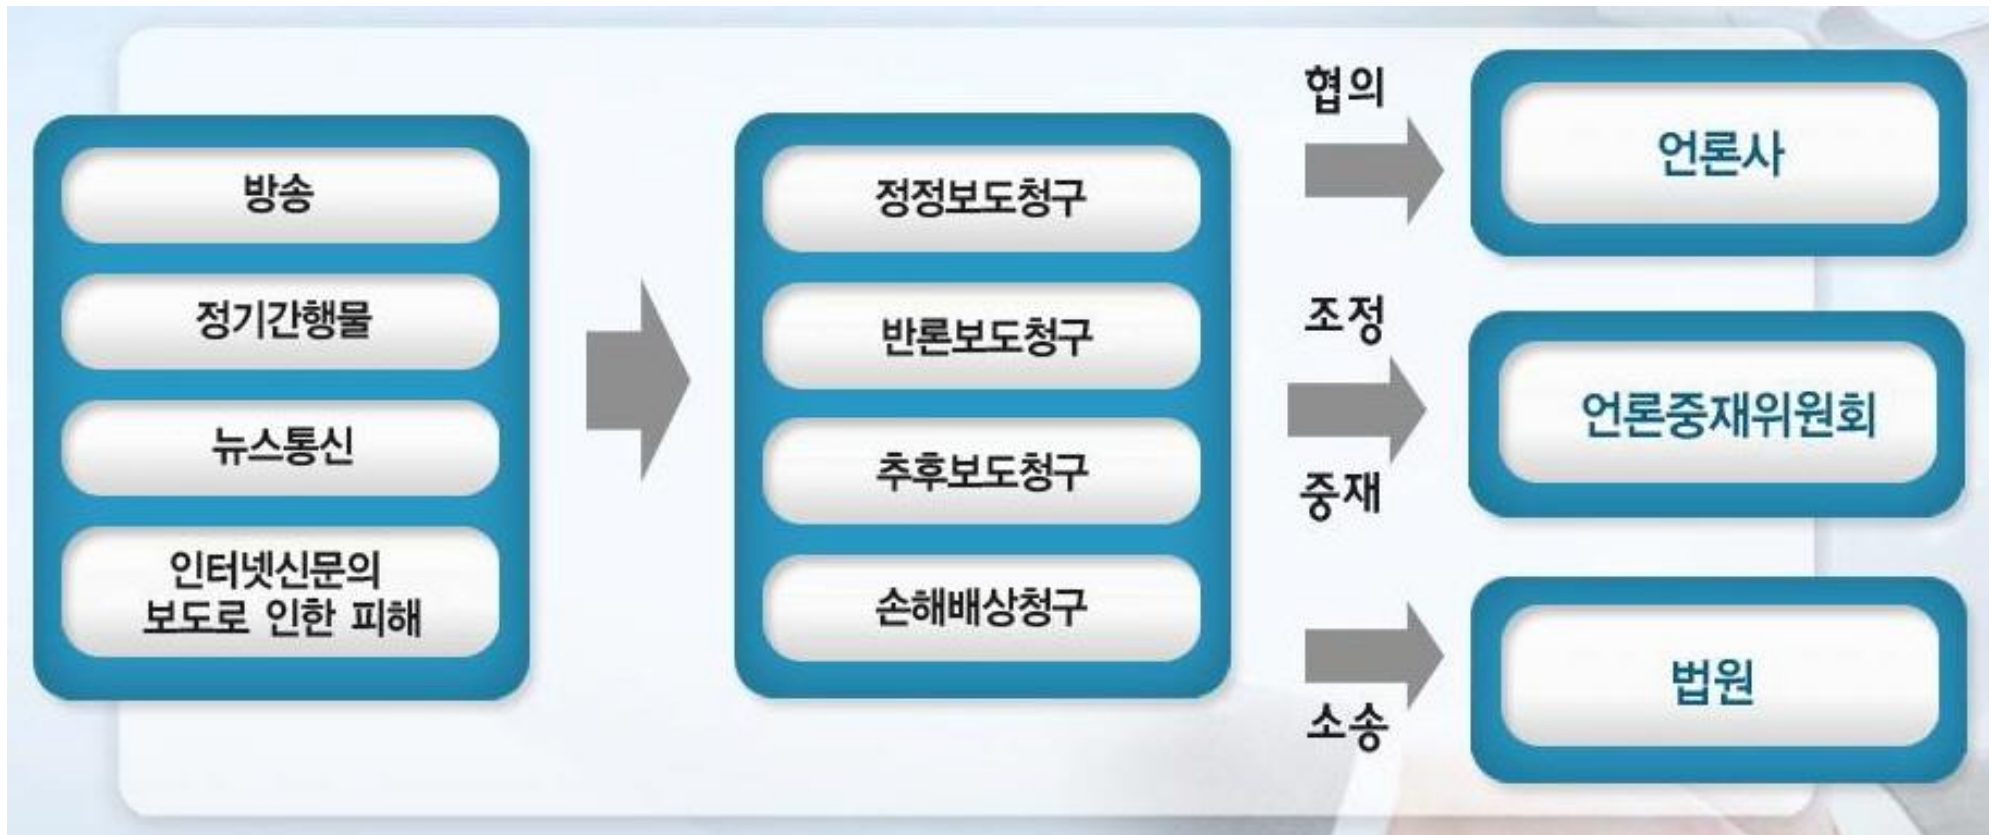 방송
정기간행물
뉴스통신
인터넷신문의
보도로 인한 피해
정정보도청구
반론보도청구
추후보도청구
손해배상청구
협의
언론사
조정
중재
언론중재위원회
소송
법원